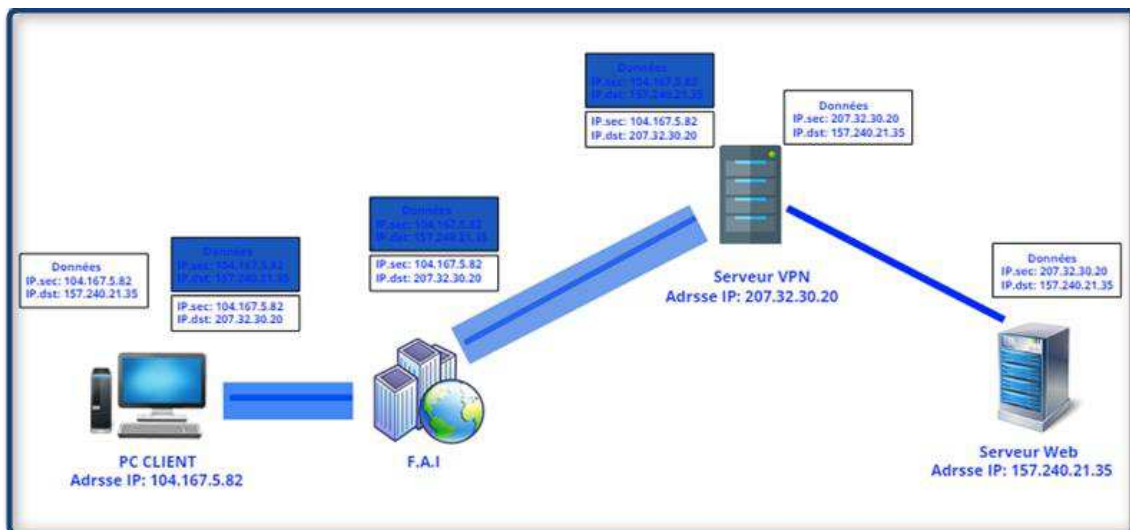 Données
IP.sec: 104.167.5.82
IP.dst: 157.240.21.35
IP.sec: 104.167.5.82
IP.dst: 207.32.30.20
Données
IP.sec: 207.32.30.20
IP.dst: 157.240.21.35
Données
IP.sec: 104.167.5.82
IP.dst: 157.240.21.35
IP.sec: 104.167.5.82
IP.dst: 207.32.30.20
Données
IP.sec: 104.167.5.82
IP.dst: 157.240.21.35
Données
IP.sec: 104.167.5.82
IP.dst: 157.240.21.35
IP.sec: 104.167.5.82
IP.dst: 207.32.30.20
Données
IP.sec: 207.32.30.20
IP.dst: 157.240.21.35
Serveur VPN
Adrsse IP: 207.32.30.20
PC CLIENT
Adrsse IP: 104.167.5.82
F.A.I
Serveur Web
Adrsse IP: 157.240.21.35